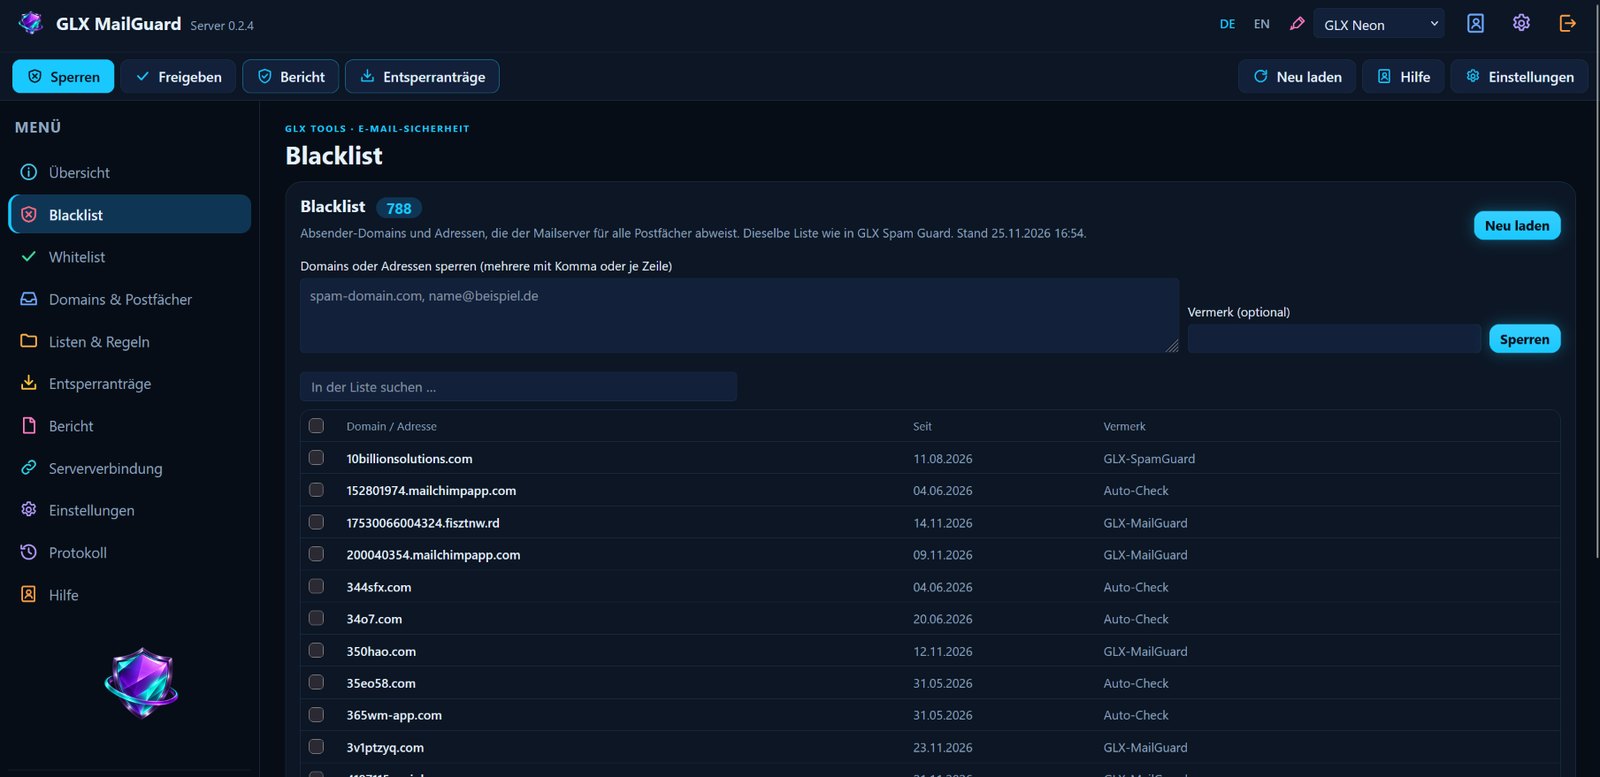 GLX MailGuard Server 0.2.4
DE EN GLX Neon
Sperren Freigeben Bericht Entsperranträge Neu laden Hilfe Einstellungen
MENÜ
Übersicht
Blacklist
Whitelist
Domains & Postfächer
Listen & Regeln
Entsperranträge
Bericht
Serververbindung
Einstellungen
Protokoll
Hilfe
GLX TOOLS · E-MAIL-SICHERHEIT
Blacklist
Blacklist 788
Absender-Domains und Adressen, die der Mailserver für alle Postfächer abweist. Dieselbe Liste wie in GLX Spam Guard. Stand 25.11.2026 16:54.
Neu laden
Domains oder Adressen sperren (mehrere mit Komma oder je Zeile)
spam-domain.com, name@beispiel.de
Vermerk (optional)
Sperren
In der Liste suchen ...
Domain / Adresse Seit Vermerk
10billionsolutions.com 11.08.2026 GLX-SpamGuard
152801974.mailchimpapp.com 04.06.2026 Auto-Check
17530066004324.fisztnw.rd 14.11.2026 GLX-MailGuard
200040354.mailchimpapp.com 09.11.2026 GLX-MailGuard
344sfx.com 04.06.2026 Auto-Check
34o7.com 20.06.2026 Auto-Check
350hao.com 12.11.2026 GLX-MailGuard
35eo58.com 31.05.2026 Auto-Check
365wm-app.com 31.05.2026 Auto-Check
3v1ptzyq.com 23.11.2026 GLX-MailGuard